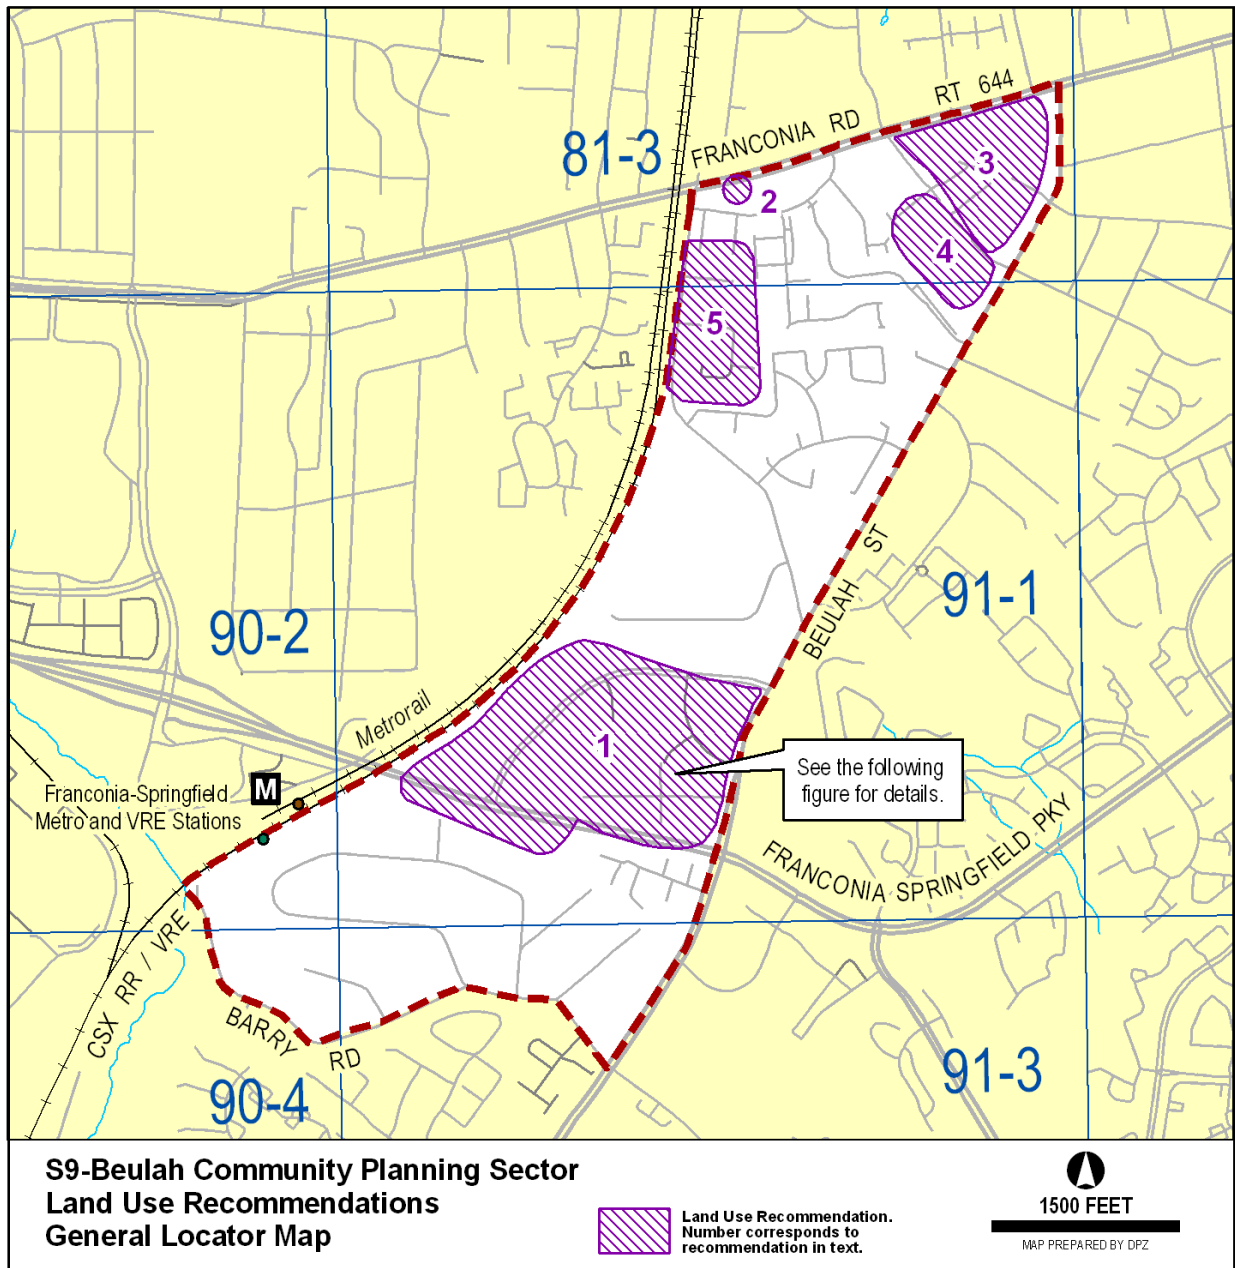 RT 644
FRANCONIA RD
81-3
3
2
4
5
BEULAH ST
91-1
90-2
Metrorail
1
See the following
figure for details.
M
Franconia-Springfield
Metro and VRE Stations
FRANCONIA SPRINGFIELD PKY
CSX RR / VRE
BARRY RD
90-4
91-3
S9-Beulah Community Planning Sector
Land Use Recommendations
General Locator Map
Land Use Recommendation.
Number corresponds to
recommendation in text.
1500 FEET
MAP PREPARED BY DPZ